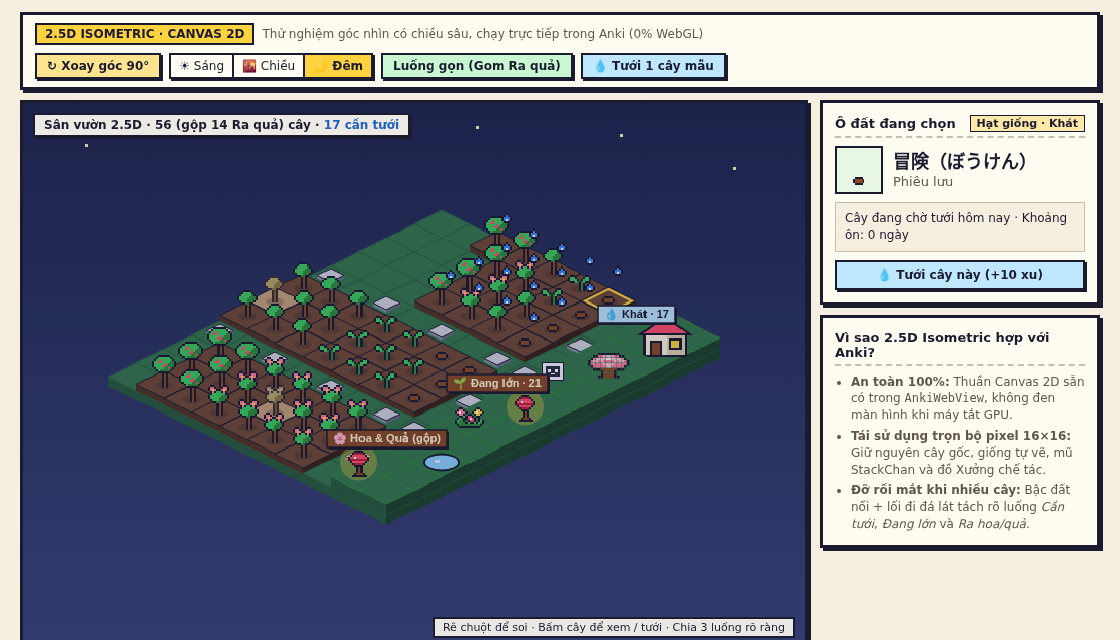 2.5D ISOMETRIC · CANVAS 2D
Thử nghiệm góc nhìn có chiều sâu, chạy trực tiếp trong Anki (0% WebGL)
↻ Xoay góc 90°
☀ Sáng
🌇 Chiều
🌙 Đêm
Luống gọn (Gom Ra quả)
💧 Tưới 1 cây mẫu
Sân vườn 2.5D · 56 (gộp 14 Ra quả) cây · 17 cần tưới
💧 Khát · 17
🌱 Đang lớn · 21
🌸 Hoa & Quả (gộp)
Rê chuột để soi · Bấm cây để xem / tưới · Chia 3 luống rõ ràng
Ô đất đang chọn
Hạt giống · Khát
冒険（ぼうけん）
Phiêu lưu
Cây đang chờ tưới hôm nay · Khoảng
ôn: 0 ngày
💧 Tưới cây này (+10 xu)
Vì sao 2.5D Isometric hợp với
Anki?
• An toàn 100%: Thuần Canvas 2D sẵn
có trong AnkiWebView, không đen
màn hình khi máy tắt GPU.
• Tái sử dụng trọn bộ pixel 16×16:
Giữ nguyên cây gốc, giống tự vẽ, mũ
StackChan và đồ Xưởng chế tác.
• Đỡ rối mắt khi nhiều cây: Bậc đất
nổi + lối đi đá lát tách rõ luống Cần
tưới, Đang lớn và Ra hoa/quả.